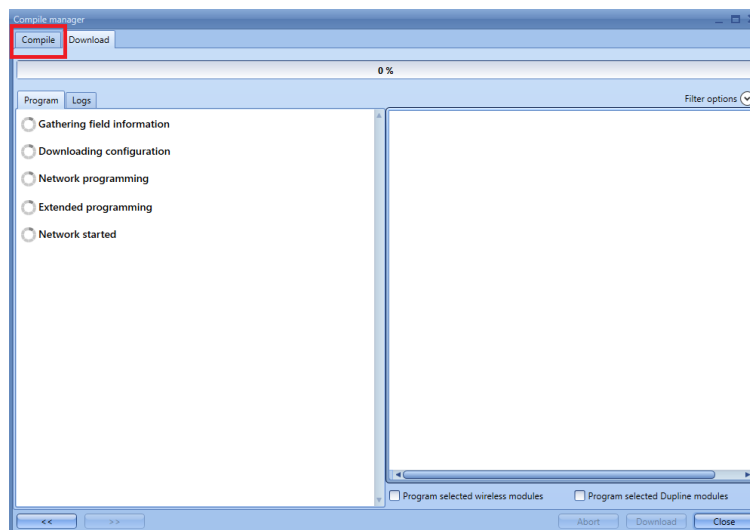 Compile manager
Compile Download
0 %
Program Logs
Filter options
Gathering field information
Downloading configuration
Network programming
Extended programming
Network started
Program selected wireless modules Program selected Dupline modules
<< >> Abort Download Close